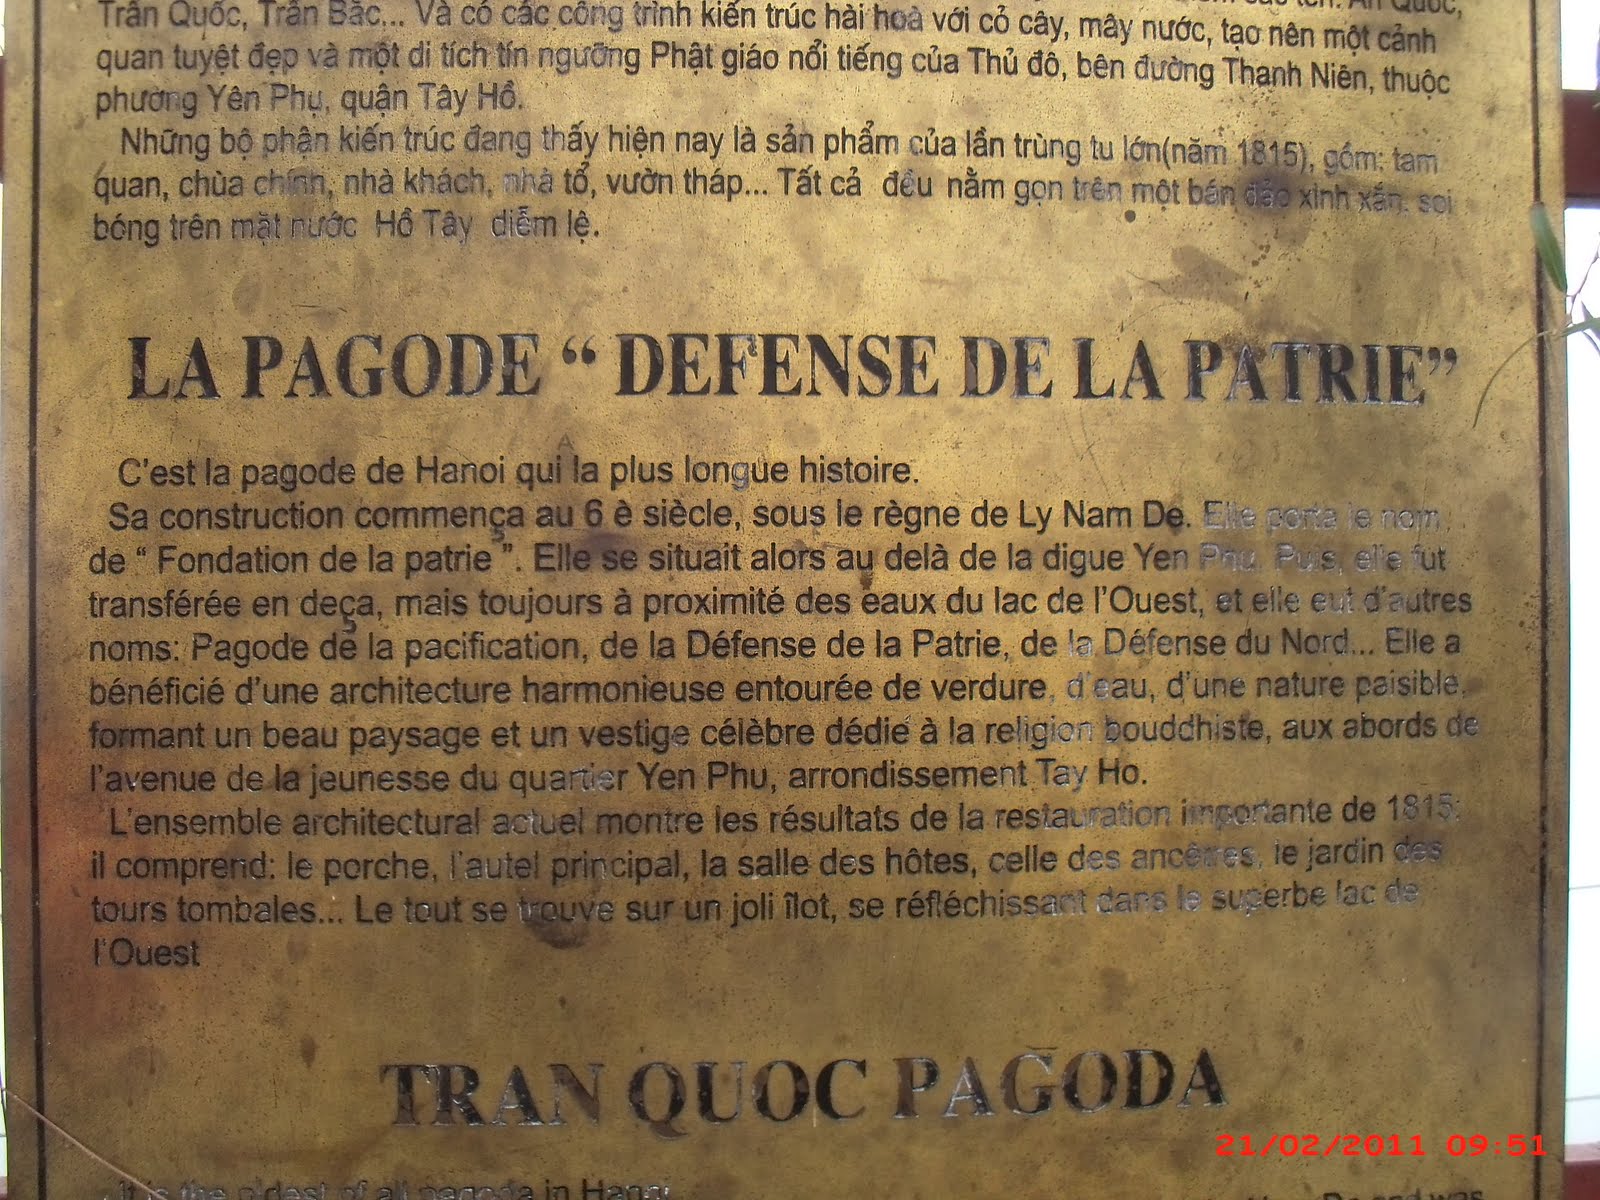 Trấn Quốc, Trấn Bắc... Và có các công trình kiến trúc hài hoà với cỏ cây, mây nước, tạo nên một cảnh
quan tuyệt đẹp và một di tích tín ngưỡng Phật giáo nổi tiếng của Thủ đô, bên đường Thanh Niên, thuộc
phường Yên Phụ, quận Tây Hồ.
Những bộ phận kiến trúc đang thấy hiện nay là sản phẩm của lần trùng tu lớn(năm 1815), gồm: tam
quan, chùa chính, nhà khách, nhà tổ, vườn tháp... Tất cả đều nằm gọn trên một bán đảo xinh xắn. soi
bóng trên mặt nước Hồ Tây diễm lệ.
LA PAGODE “ DEFENSE DE LA PATRIE”
C'est la pagode de Hanoi qui la plus longue histoire.
Sa construction commença au 6 è siècle, sous le règne de Ly Nam De. Elle porta le nom
de “ Fondation de la patrie ”. Elle se situait alors au delà de la digue Yen Phu. Puis, elle fut
transférée en deça, mais toujours à proximité des eaux du lac de l'Ouest, et elle eut d'autres
noms: Pagode de la pacification, de la Défense de la Patrie, de la Défense du Nord... Elle a
bénéficié d'une architecture harmonieuse entourée de verdure, d'eau, d'une nature paisible,
formant un beau paysage et un vestige célèbre dédié à la religion bouddhiste, aux abords de
l'avenue de la jeunesse du quartier Yen Phu, arrondissement Tay Ho.
L'ensemble architectural actuel montre les résultats de la restauration importante de 1815:
il comprend: le porche, l'autel principal, la salle des hôtes, celle des ancêtres, le jardin des
tours tombales... Le tout se trouve sur un joli îlot, se réfléchissant dans le superbe lac de
l'Ouest
TRAN QUOC PAGODA
It is the oldest of all pagoda in Hanoi
21/02/2011 09:51